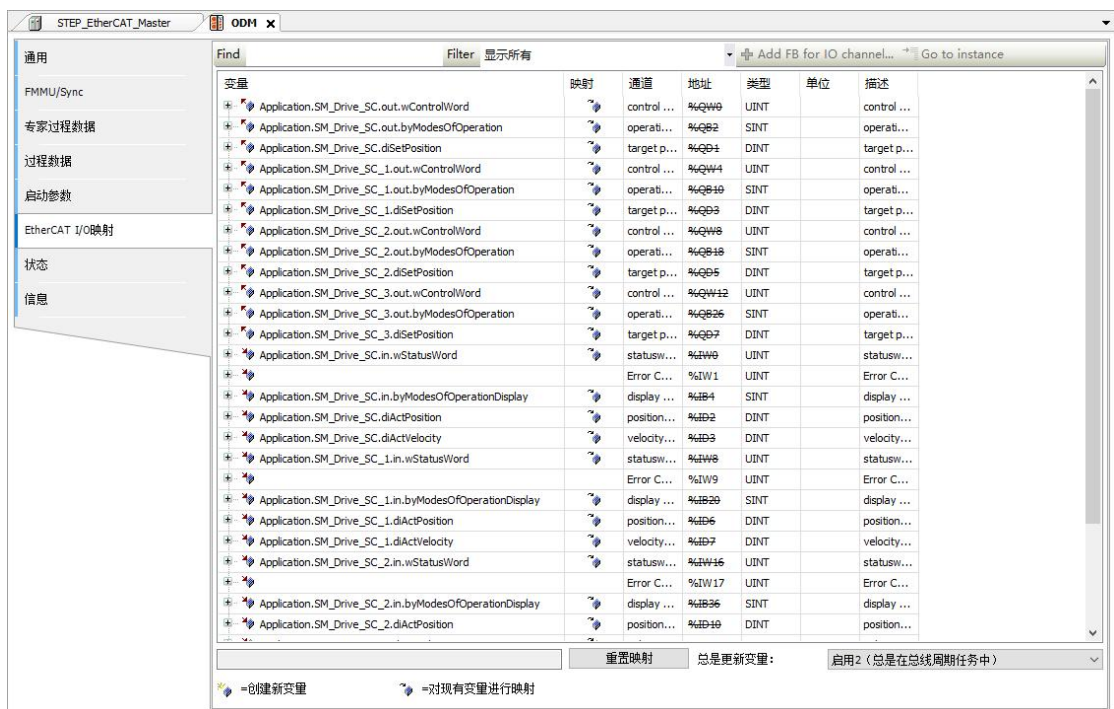 STEP_EtherCAT_Master ODM
通用
FMMU/Sync
专家过程数据
过程数据
启动参数
EtherCAT I/O映射
状态
信息
Find Filter 显示所有 Add FB for IO channel... Go to instance
变量 映射 通道 地址 类型 单位 描述
Application.SM_Drive_SC.out.wControlWord control ... %QW0 UINT control ...
Application.SM_Drive_SC.out.byModesOfOperation operati... %QB2 SINT operati...
Application.SM_Drive_SC.diSetPosition target p... %QD1 DINT target p...
Application.SM_Drive_SC_1.out.wControlWord control ... %QW4 UINT control ...
Application.SM_Drive_SC_1.out.byModesOfOperation operati... %QB10 SINT operati...
Application.SM_Drive_SC_1.diSetPosition target p... %QD3 DINT target p...
Application.SM_Drive_SC_2.out.wControlWord control ... %QW8 UINT control ...
Application.SM_Drive_SC_2.out.byModesOfOperation operati... %QB18 SINT operati...
Application.SM_Drive_SC_2.diSetPosition target p... %QD5 DINT target p...
Application.SM_Drive_SC_3.out.wControlWord control ... %QW12 UINT control ...
Application.SM_Drive_SC_3.out.byModesOfOperation operati... %QB26 SINT operati...
Application.SM_Drive_SC_3.diSetPosition target p... %QD7 DINT target p...
Application.SM_Drive_SC.in.wStatusWord statusw... %IW0 UINT statusw...
Error C... %IW1 UINT Error C...
Application.SM_Drive_SC.in.byModesOfOperationDisplay display ... %IB4 SINT display ...
Application.SM_Drive_SC.diActPosition position... %ID2 DINT position...
Application.SM_Drive_SC.diActVelocity velocity... %ID3 DINT velocity...
Application.SM_Drive_SC_1.in.wStatusWord statusw... %IW8 UINT statusw...
Error C... %IW9 UINT Error C...
Application.SM_Drive_SC_1.in.byModesOfOperationDisplay display ... %IB20 SINT display ...
Application.SM_Drive_SC_1.diActPosition position... %ID6 DINT position...
Application.SM_Drive_SC_1.diActVelocity velocity... %ID7 DINT velocity...
Application.SM_Drive_SC_2.in.wStatusWord statusw... %IW16 UINT statusw...
Error C... %IW17 UINT Error C...
Application.SM_Drive_SC_2.in.byModesOfOperationDisplay display ... %IB36 SINT display ...
Application.SM_Drive_SC_2.diActPosition position... %ID10 DINT position...
重置映射 总是更新变量: 启用2（总是在总线周期任务中）
=创建新变量 =对现有变量进行映射